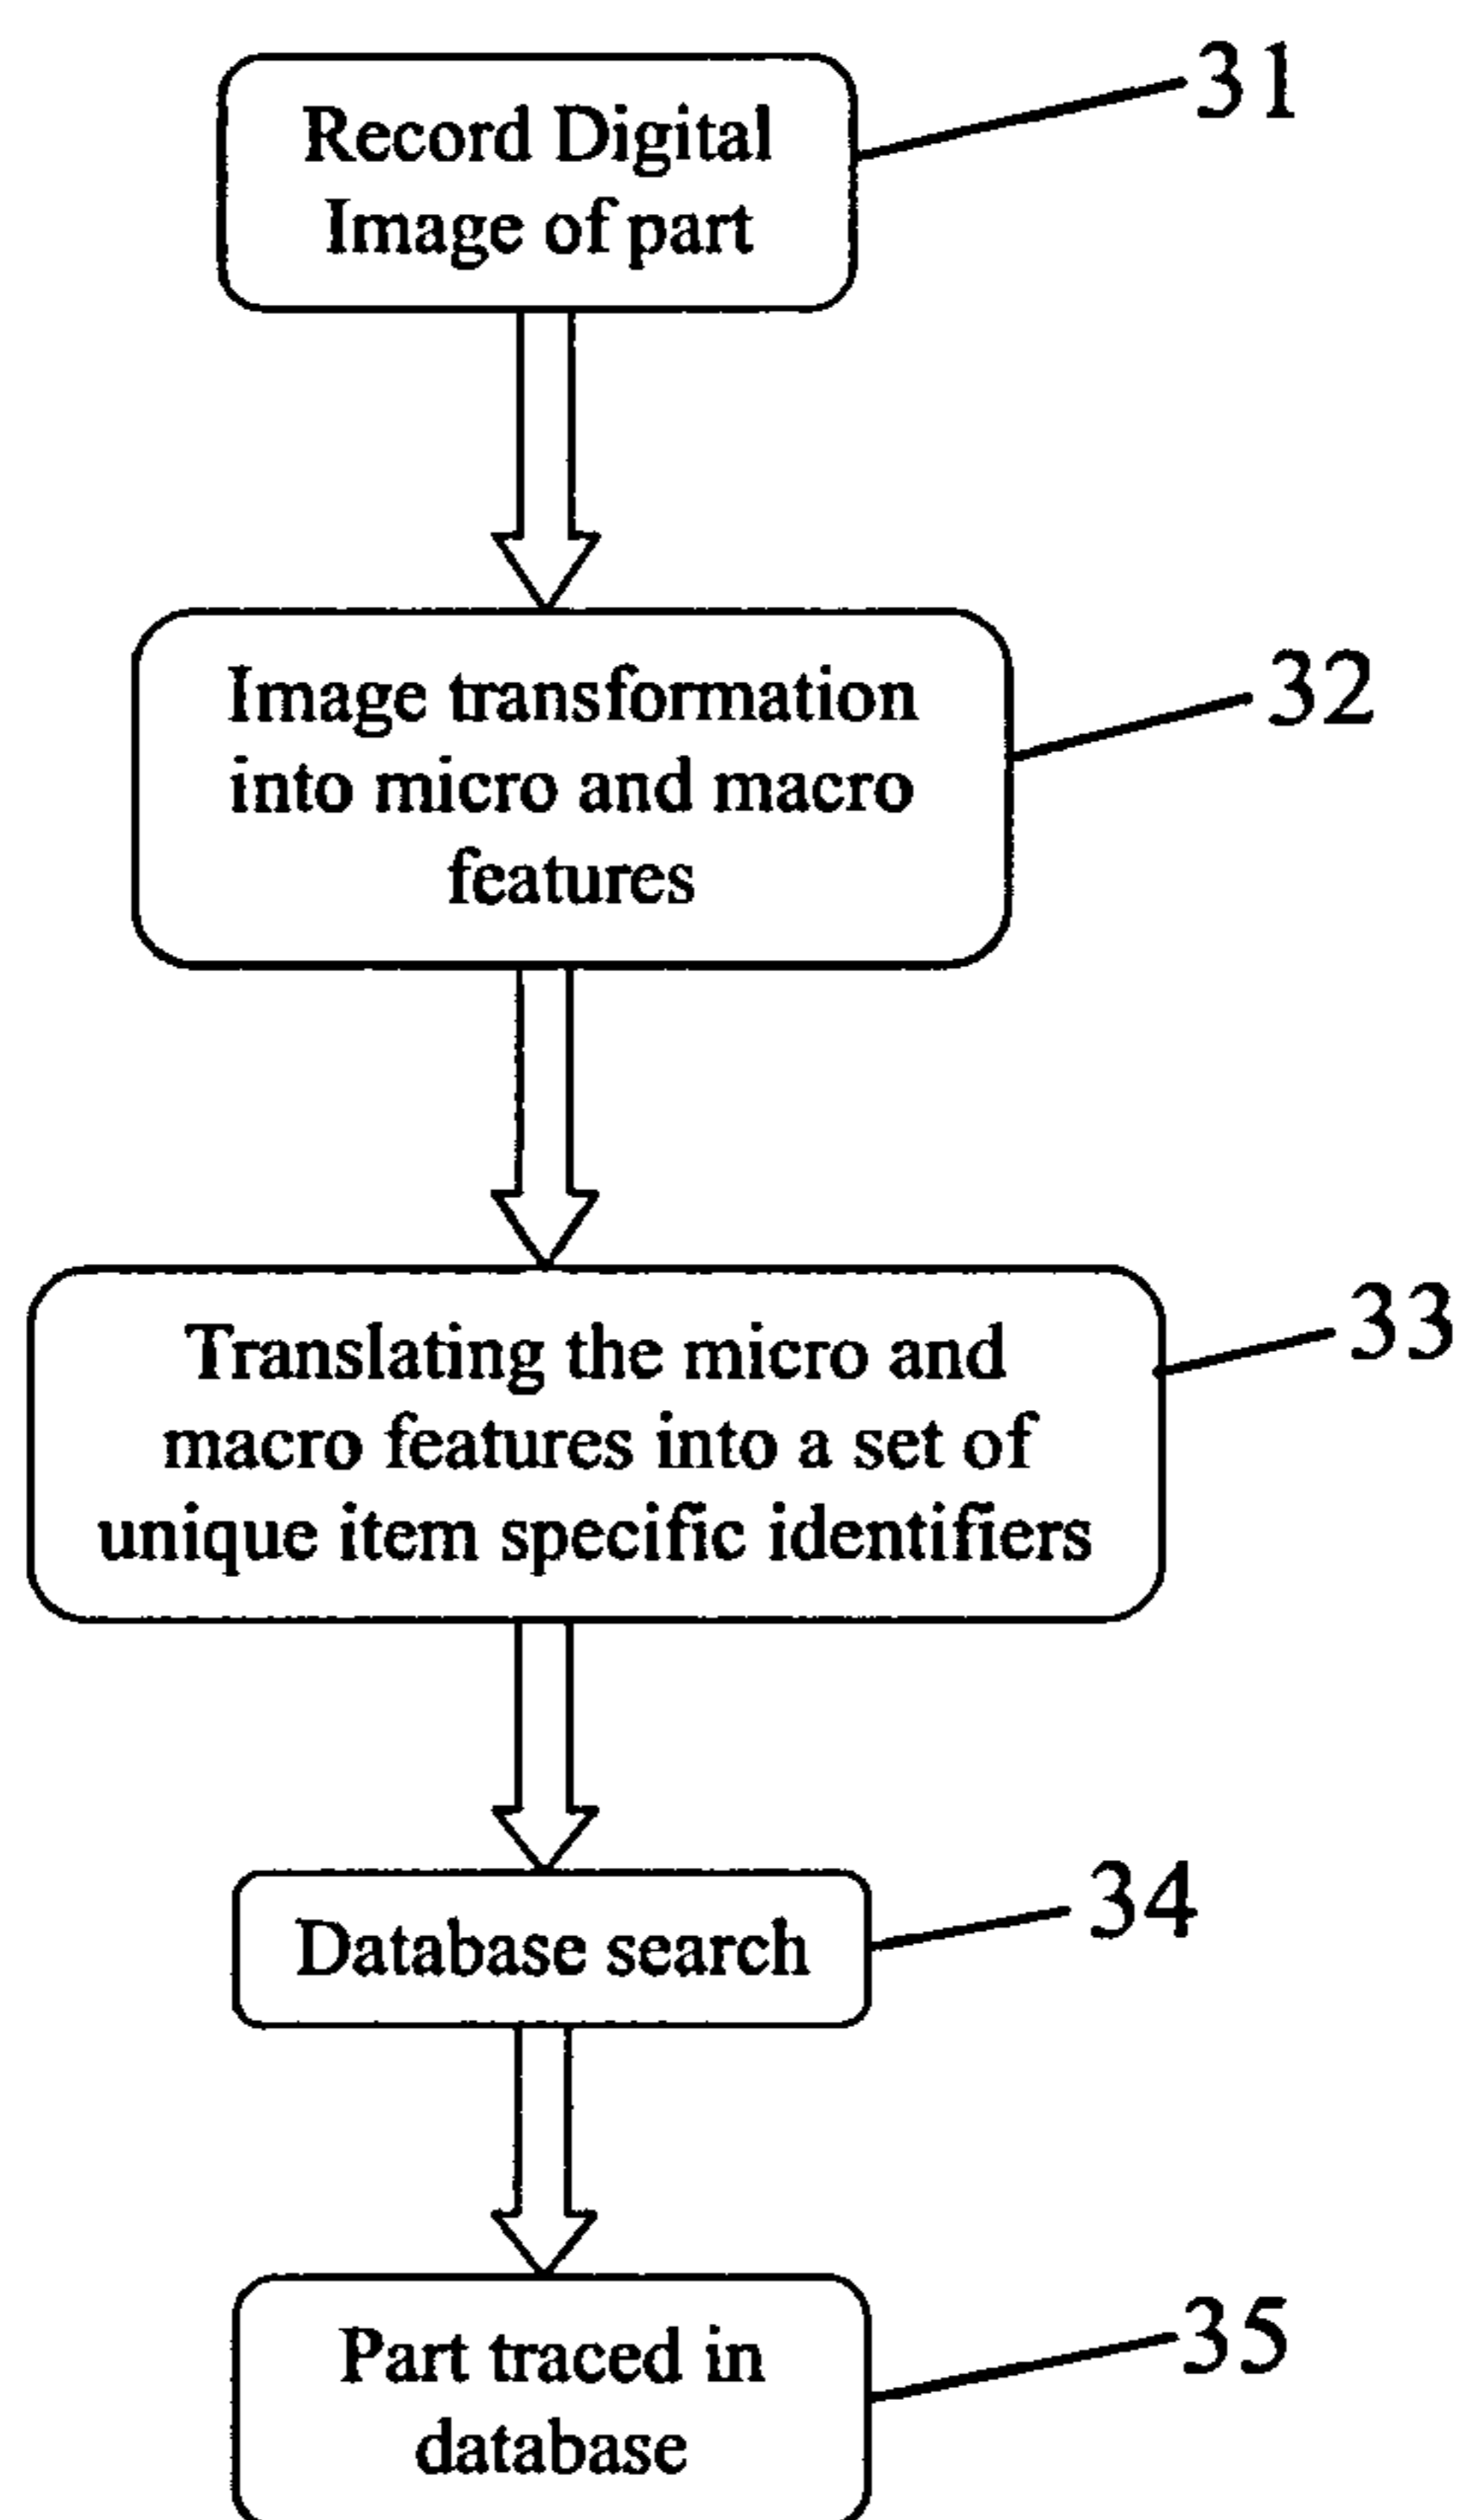 Record Digital
Image of part
31
Image transformation
into micro and macro
features
32
Translating the micro and
macro features into a set of
unique item specific identifiers
33
Database search
34
Part traced in
database
35